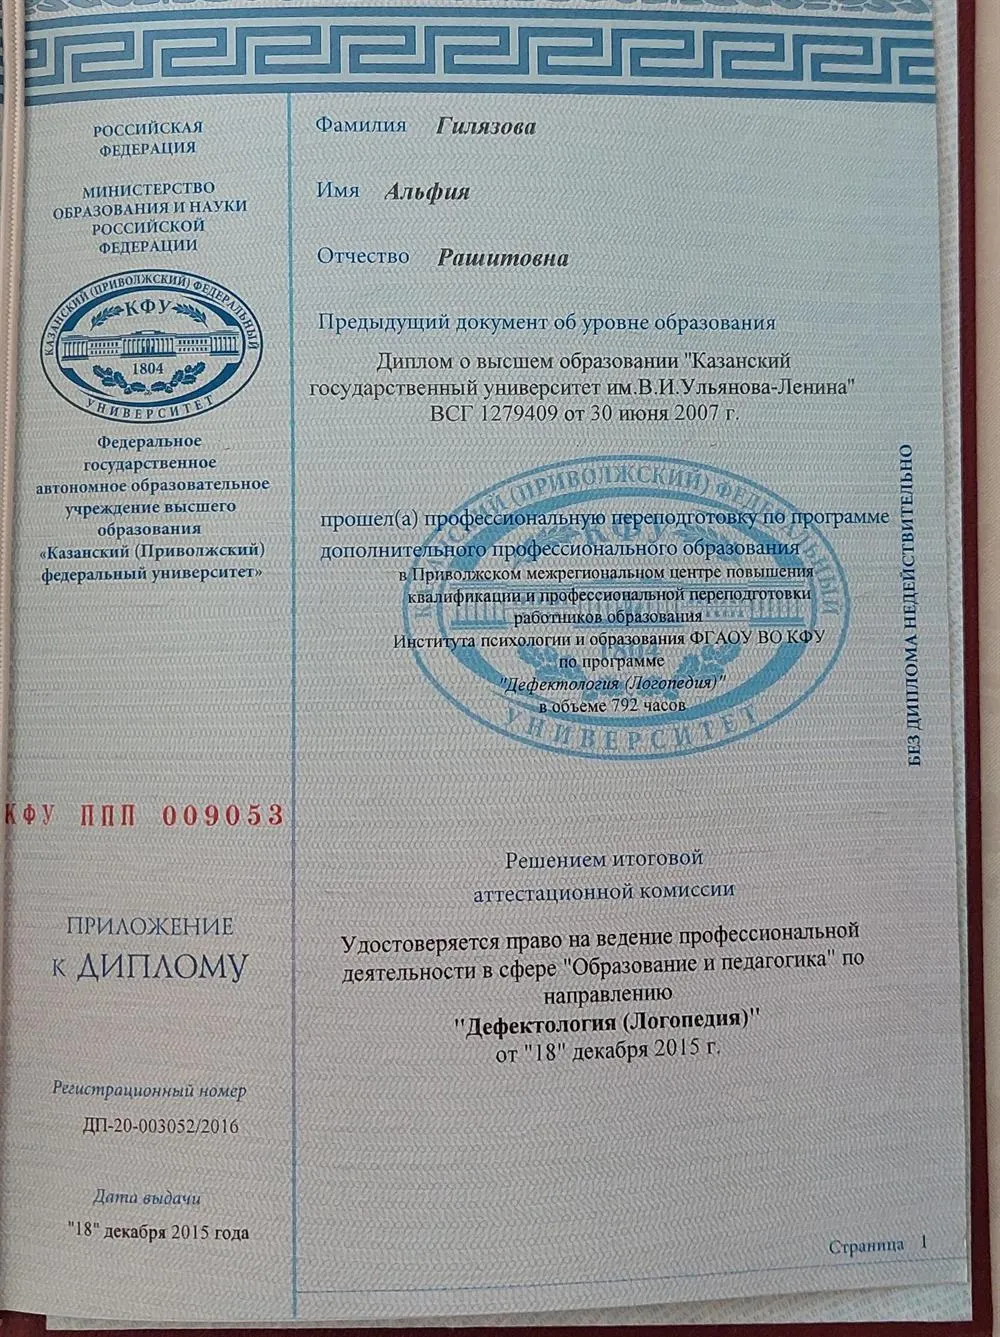 РОССИЙСКАЯ
ФЕДЕРАЦИЯ
МИНИСТЕРСТВО
ОБРАЗОВАНИЯ И НАУКИ
РОССИЙСКОЙ
ФЕДЕРАЦИИ
КАЗАНСКИЙ (ПРИВОЛЖСКИЙ) ФЕДЕРАЛЬНЫЙ
КФУ
1804
УНИВЕРСИТЕТ
Федеральное
государственное
автономное образовательное
учреждение высшего
образования
«Казанский (Приволжский)
федеральный университет»
КФУ ППП 009053
ПРИЛОЖЕНИЕ
к ДИПЛОМУ
Регистрационный номер
ДП-20-003052/2016
Дата выдачи
"18" декабря 2015 года
Фамилия Гилязова
Имя Альфия
Отчество Рашитовна
Предыдущий документ об уровне образования
Диплом о высшем образовании "Казанский
государственный университет им.В.И.Ульянова-Ленина"
ВСГ 1279409 от 30 июня 2007 г.
КАЗАНСКИЙ (ПРИВОЛЖСКИЙ) ФЕДЕРАЛЬНЫЙ
КФУ
1804
УНИВЕРСИТЕТ
прошел(а) профессиональную переподготовку по программе
дополнительного профессионального образования
в Приволжском межрегиональном центре повышения
квалификации и профессиональной переподготовки
работников образования
Института психологии и образования ФГАОУ ВО КФУ
по программе
"Дефектология (Логопедия)"
в объеме 792 часов
БЕЗ ДИПЛОМА НЕДЕЙСТВИТЕЛЬНО
Решением итоговой
аттестационной комиссии
Удостоверяется право на ведение профессиональной
деятельности в сфере "Образование и педагогика" по
направлению
"Дефектология (Логопедия)"
от "18" декабря 2015 г.
Страница 1